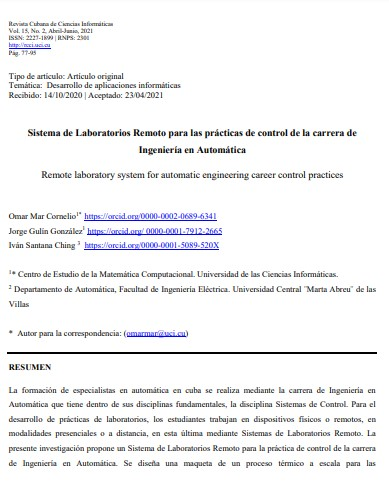 Revista Cubana de Ciencias Informáticas
Vol. 15, No. 2, Abril-Junio, 2021
ISSN: 2227-1899 | RNPS: 2301
http://rcci.uci.cu
Pág. 77-95
Tipo de artículo: Artículo original
Temática: Desarrollo de aplicaciones informáticas
Recibido: 14/10/2020 | Aceptado: 23/04/2021
Sistema de Laboratorios Remoto para las prácticas de control de la carrera de
Ingeniería en Automática
Remote laboratory system for automatic engineering career control practices
Omar Mar Cornelio1* https://orcid.org/0000-0002-0689-6341
Jorge Gulín González1 https://orcid.org/ 0000-0001-7912-2665
Iván Santana Ching 3 https://orcid.org/0000-0001-5089-520X
1* Centro de Estudio de la Matemática Computacional. Universidad de las Ciencias Informáticas.
2 Departamento de Automática, Facultad de Ingeniería Eléctrica. Universidad Central "Marta Abreu" de las
Villas
* Autor para la correspondencia: (omarmar@uci.cu)
RESUMEN
La formación de especialistas en automática en cuba se realiza mediante la carrera de Ingeniería en
Automática que tiene dentro de sus disciplinas fundamentales, la disciplina Sistemas de Control. Para el
desarrollo de prácticas de laboratorios, los estudiantes trabajan en dispositivos físicos o remotos, en
modalidades presenciales o a distancia, en esta última mediante Sistemas de Laboratorios Remoto. La
presente investigación propone un Sistema de Laboratorios Remoto para la práctica de control de la carrera
de Ingeniería en Automática. Se diseña una maqueta de un proceso térmico a escala para las